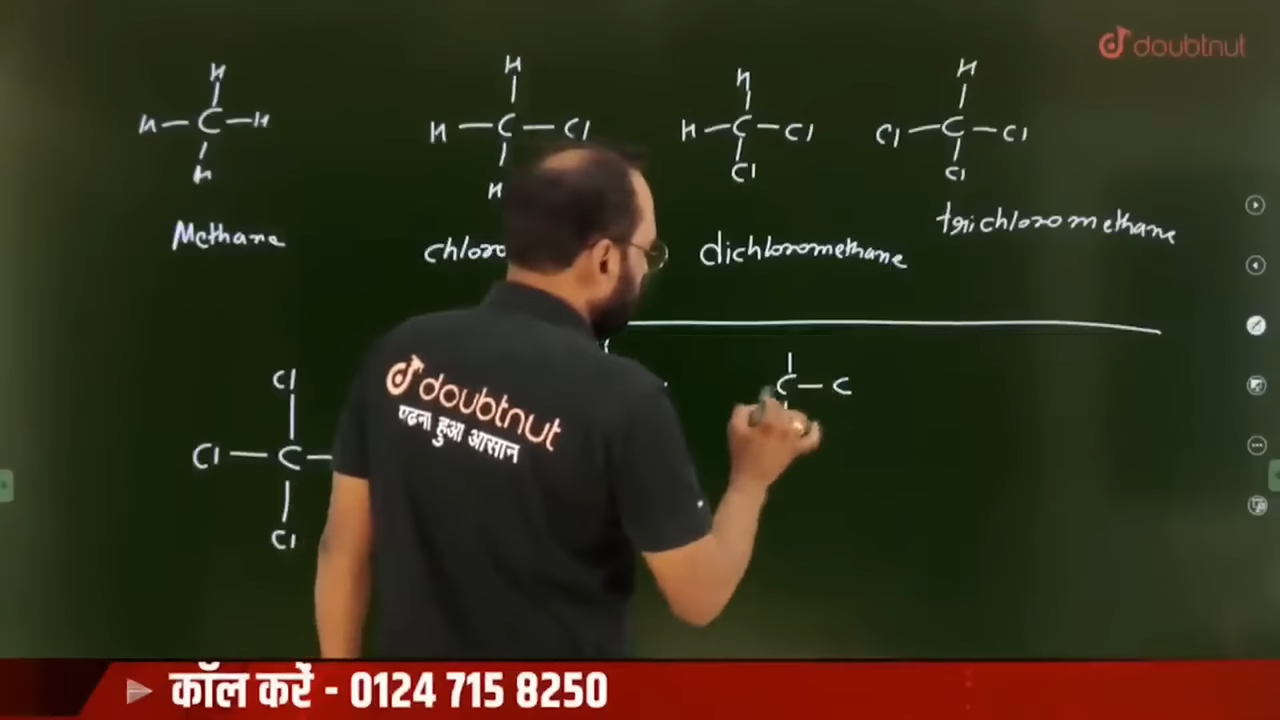 doubtnut
H
H-C-H
H
Methane
H
H-C-Cl
H
chloro
H
H-C-Cl
Cl
dichloromethane
H
Cl-C-Cl
Cl
trichloromethane
Cl
Cl-C-
Cl
C-C
doubtnut
पढ़ना हुआ आसान
कॉल करें - 0124 715 8250